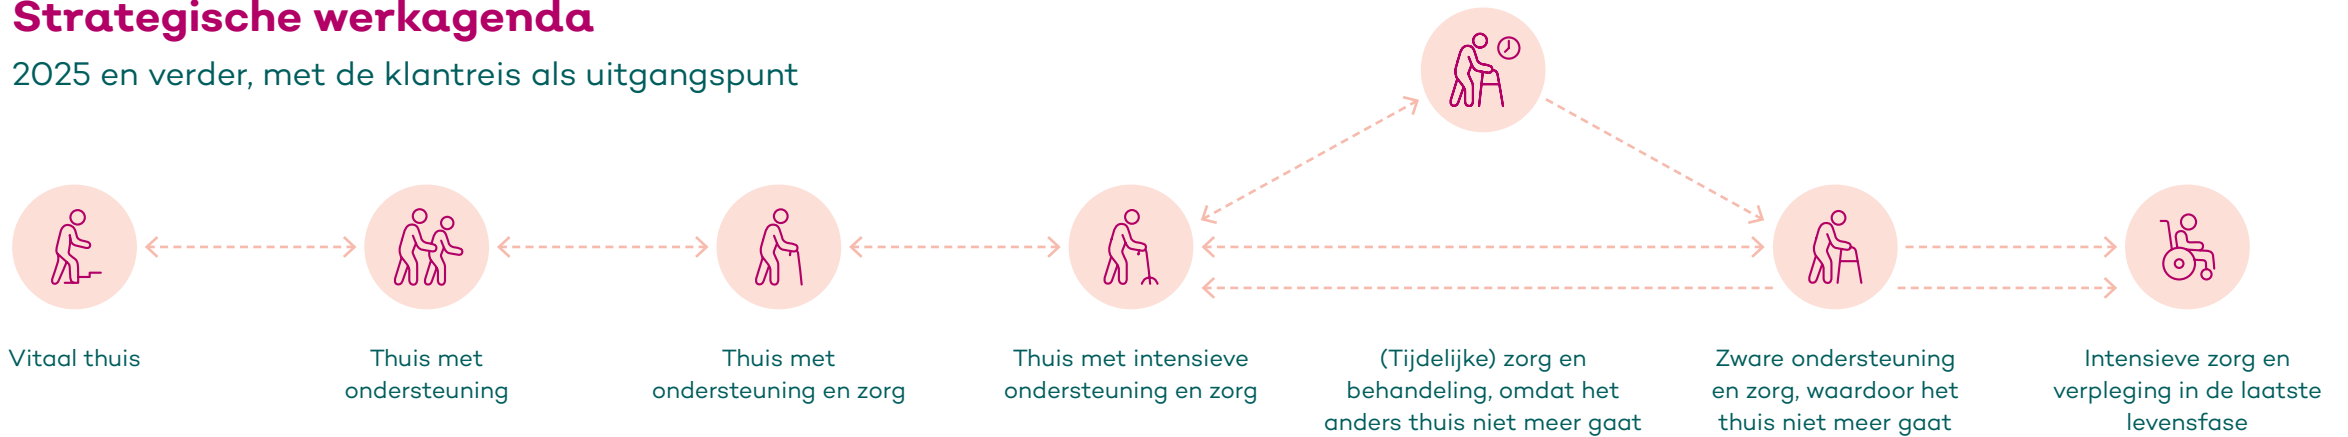 Strategische werkagenda
2025 en verder, met de klantreis als uitgangspunt
Vitaal thuis
Thuis met
ondersteuning
Thuis met
ondersteuning en zorg
Thuis met intensieve
ondersteuning en zorg
(Tijdelijke) zorg en
behandeling, omdat het
anders thuis niet meer gaat
Zware ondersteuning
en zorg, waardoor het
thuis niet meer gaat
Intensieve zorg en
verpleging in de laatste
levensfase